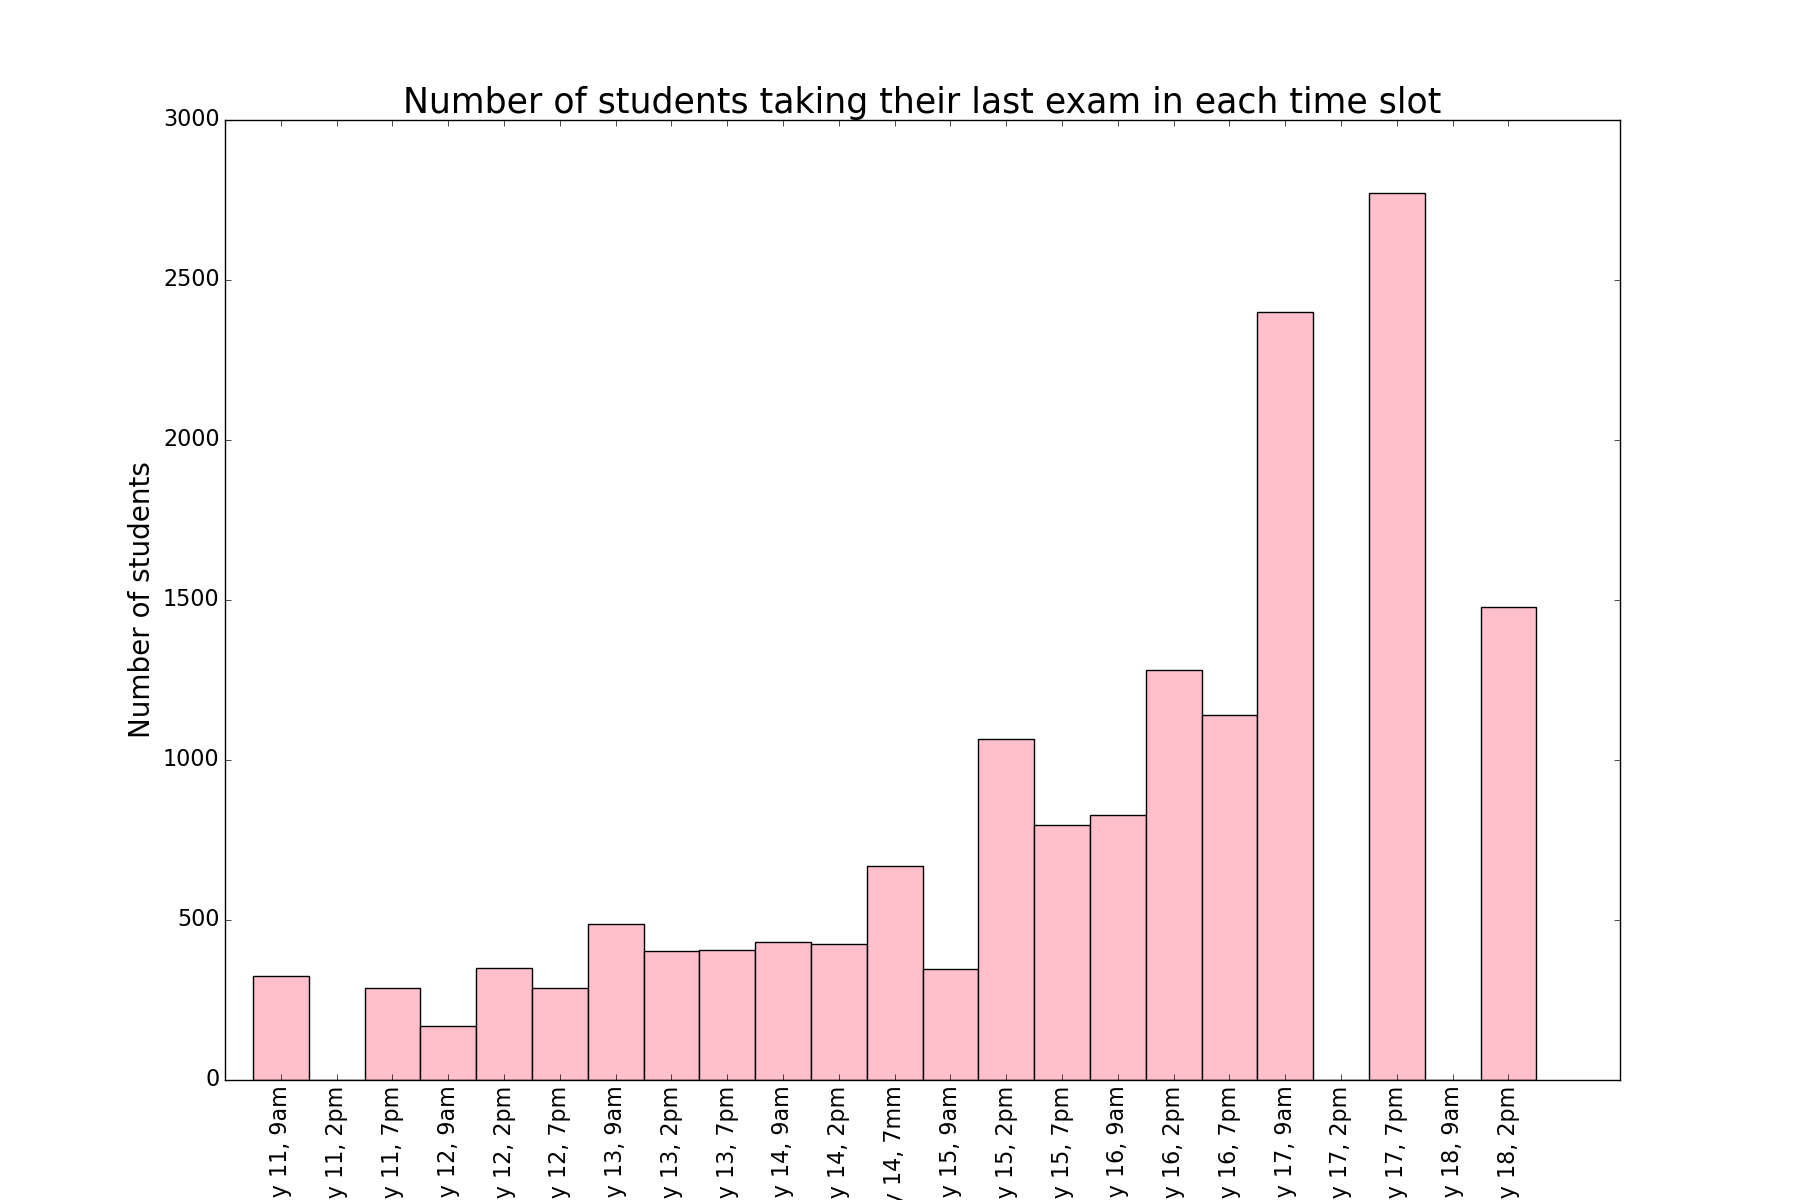 Number of students taking their last exam in each time slot
Number of students
3000
2500
2000
1500
1000
500
0
y 11, 9am
y 11, 2pm
y 11, 7pm
y 12, 9am
y 12, 2pm
y 12, 7pm
y 13, 9am
y 13, 2pm
y 13, 7pm
y 14, 9am
y 14, 2pm
y 14, 7mm
y 15, 9am
y 15, 2pm
y 15, 7pm
y 16, 9am
y 16, 2pm
y 16, 7pm
y 17, 9am
y 17, 2pm
y 17, 7pm
y 18, 9am
y 18, 2pm